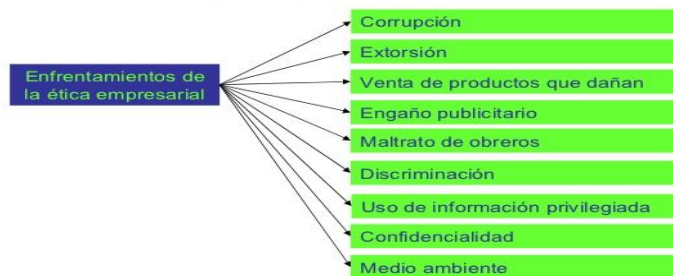 Enfrentamientos de
la ética empresarial
Corrupción
Extorsión
Venta de productos que dañan
Engaño publicitario
Maltrato de obreros
Discriminación
Uso de información privilegiada
Confidencialidad
Medio ambiente